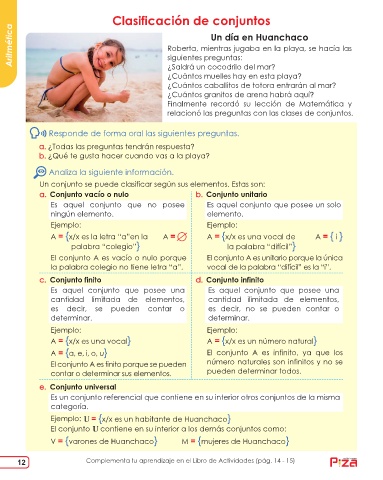 Aritmética
Clasificación de conjuntos
Un día en Huanchaco
Roberta, mientras jugaba en la playa, se hacía las
siguientes preguntas:
¿Saldrá un cocodrilo del mar?
¿Cuántos muelles hay en esta playa?
¿Cuántos caballitos de totora entrarán al mar?
¿Cuántos granitos de arena habrá aquí?
Finalmente recordó su lección de Matemática y
relacionó las preguntas con las clases de conjuntos.
Responde de forma oral las siguientes preguntas.
a. ¿Todas las preguntas tendrán respuesta?
b. ¿Qué te gusta hacer cuando vas a la playa?
Analiza la siguiente información.
Un conjunto se puede clasificar según sus elementos. Estas son:
a. Conjunto vacío o nulo
Es aquel conjunto que no posee
ningún elemento.
Ejemplo:
A = {x/x es la letra “a”en la A = ∅
palabra “colegio”}
El conjunto A es vacío o nulo porque
la palabra colegio no tiene letra “a”.
b. Conjunto unitario
Es aquel conjunto que posee un solo
elemento.
Ejemplo:
A = {x/x es una vocal de A = { i }
la palabra “difícil”}
El conjunto A es unitario porque la única
vocal de la palabra “difícil” es la “i”.
c. Conjunto finito
Es aquel conjunto que posee una
cantidad limitada de elementos,
es decir, se pueden contar o
determinar.
Ejemplo:
A = {x/x es una vocal}
A = {a, e, i, o, u}
El conjunto A es finito porque se pueden
contar o determinar sus elementos.
d. Conjunto infinito
Es aquel conjunto que posee una
cantidad ilimitada de elementos,
es decir, no se pueden contar o
determinar.
Ejemplo:
A = {x/x es un número natural}
El conjunto A es infinito, ya que los
número naturales son infinitos y no se
pueden determinar todos.
e. Conjunto universal
Es un conjunto referencial que contiene en su interior otros conjuntos de la misma
categoría.
Ejemplo: U = {x/x es un habitante de Huanchaco}
El conjunto U contiene en su interior a los demás conjuntos como:
V = {varones de Huanchaco} M = {mujeres de Huanchaco}
12
Complementa tu aprendizaje en el Libro de Actividades (pág. 14 - 15)